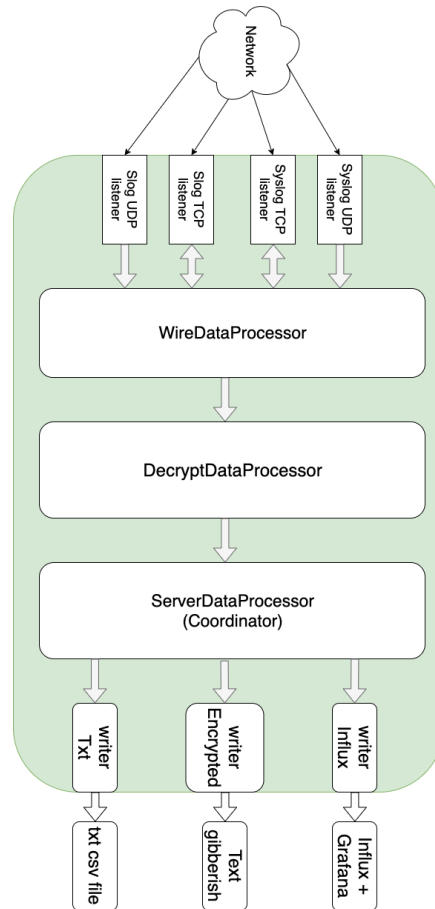 Network
Slog UDP
listener
Slog TCP
listener
Syslog TCP
listener
Syslog UDP
listener
WireDataProcessor
DecryptDataProcessor
ServerDataProcessor
(Coordinator)
writer
Txt
writer
Encrypted
writer
Influx
txt csv file
Text
gibberish
Influx +
Grafana